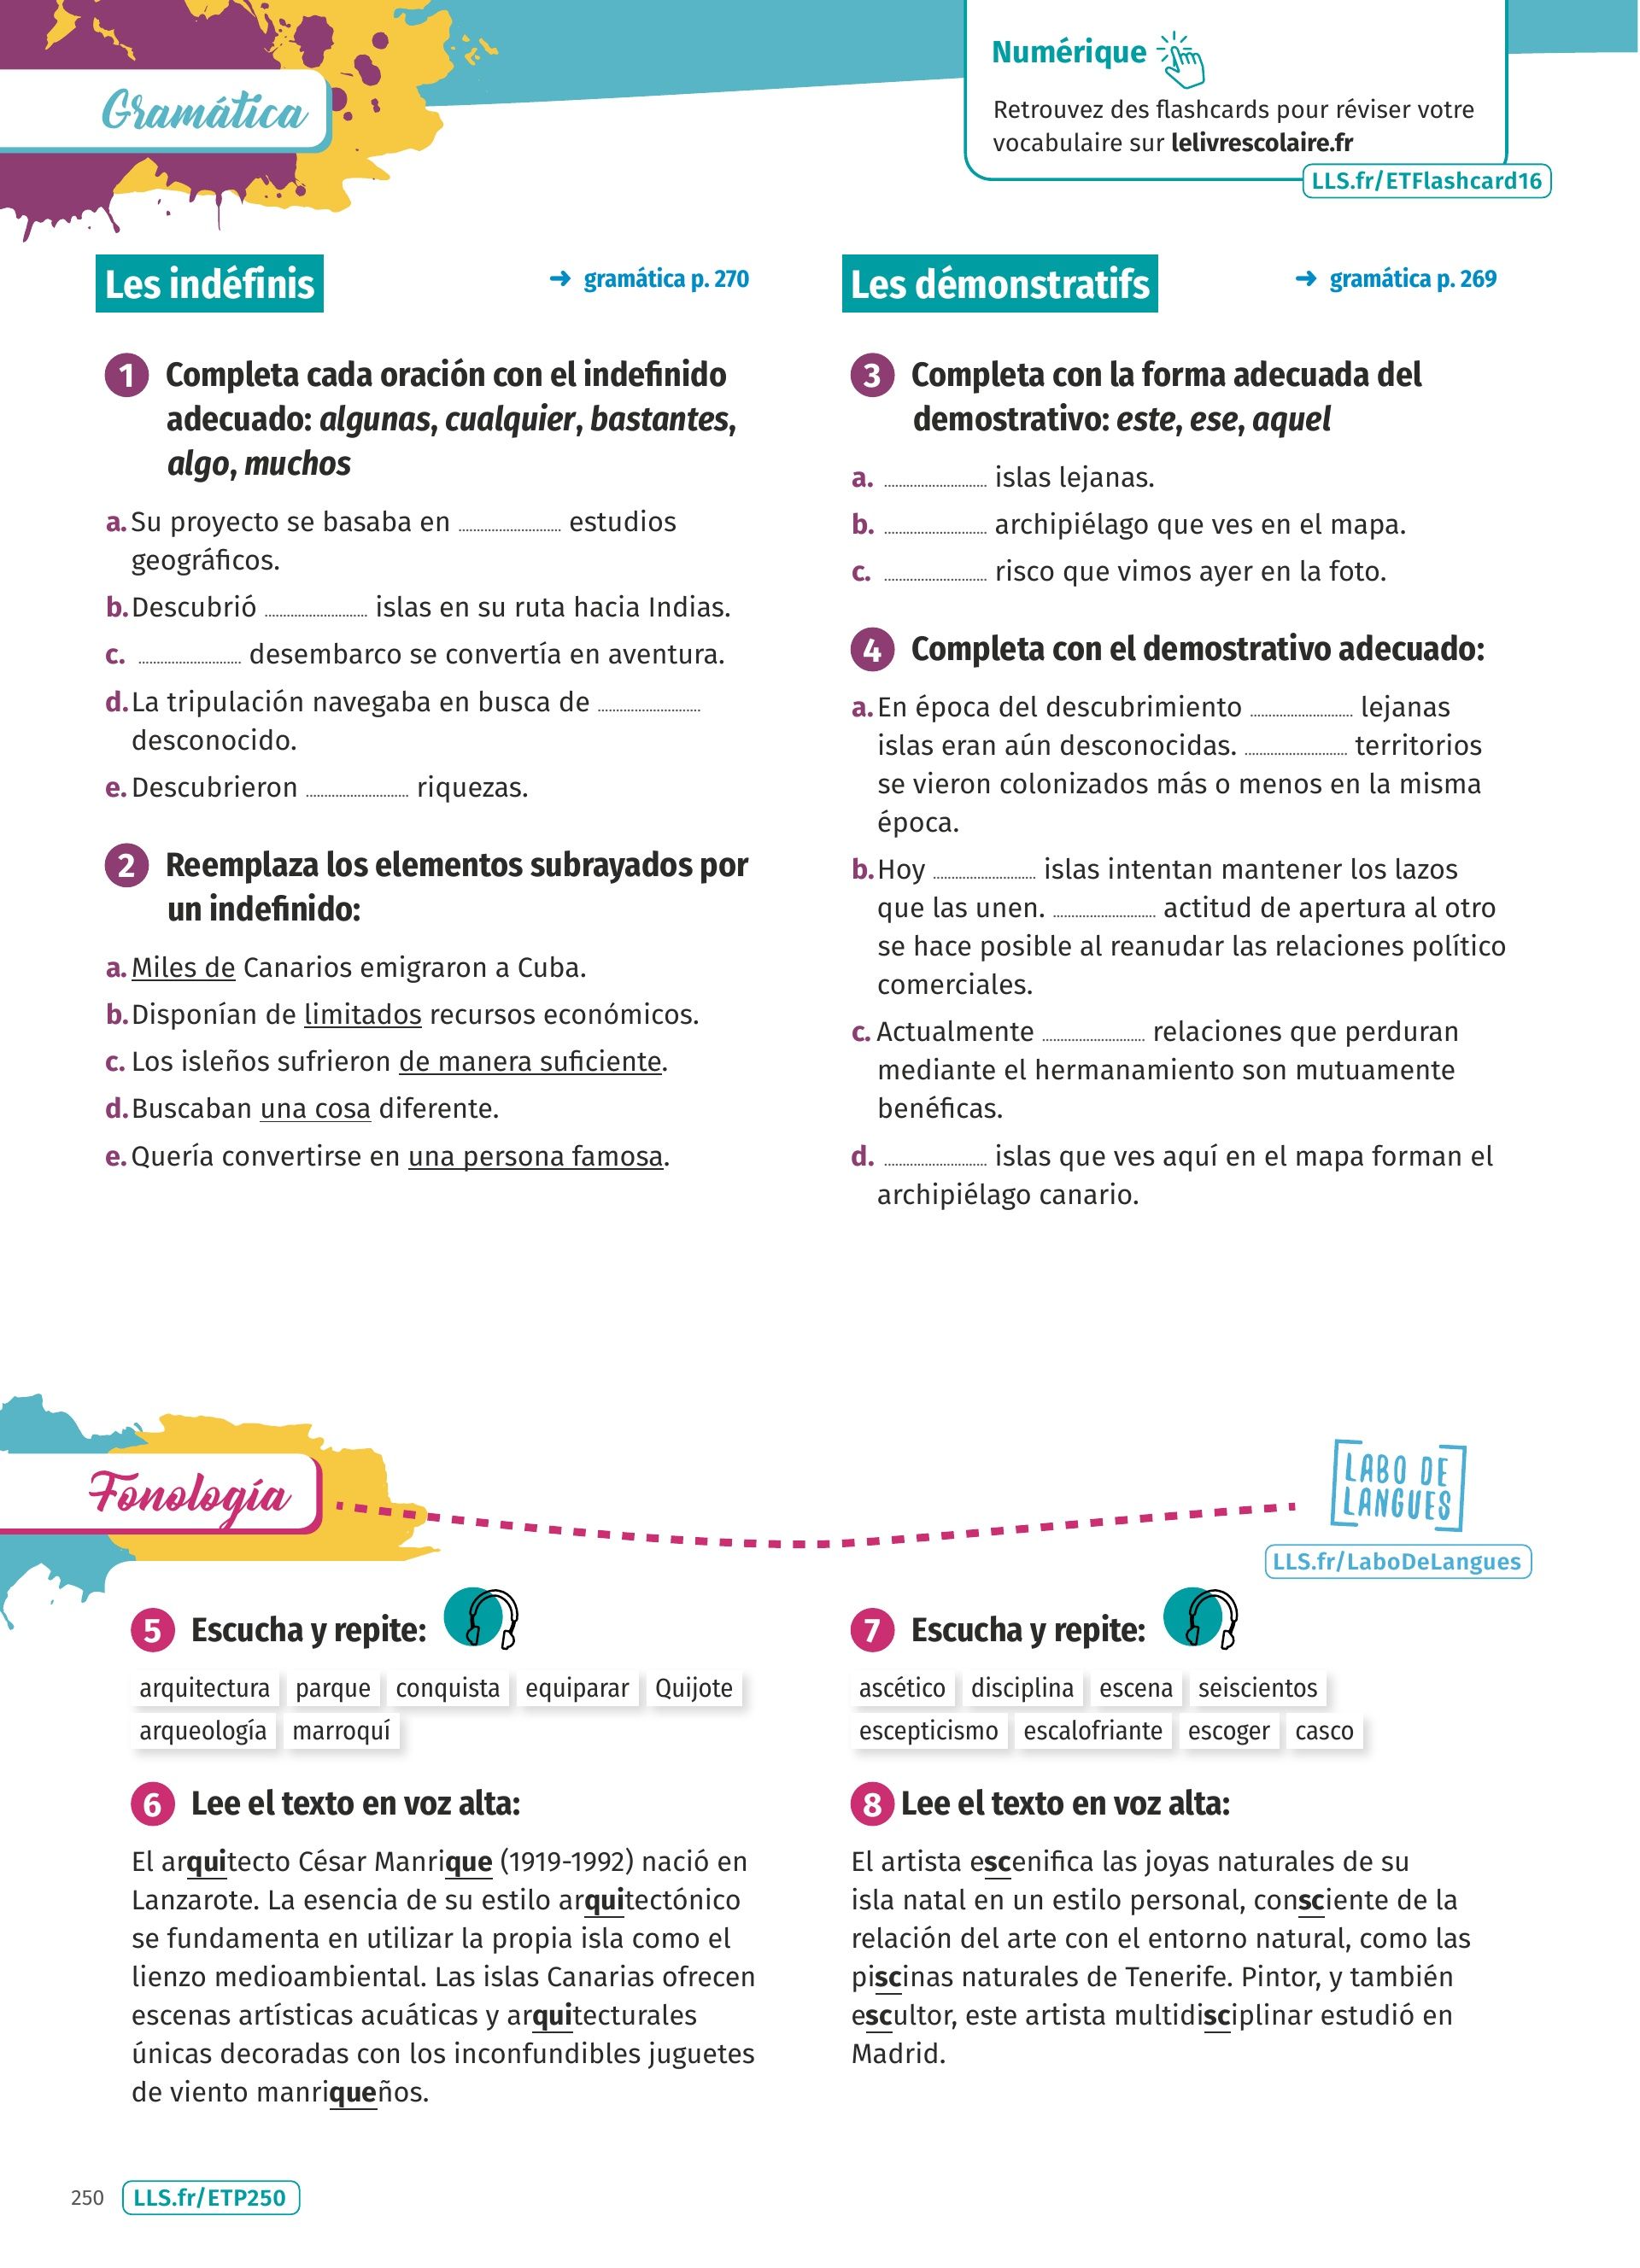 Gramática
Numérique
Retrouvez des flashcards pour réviser votre
vocabulaire sur lelivrescolaire.fr
LLS.fr/ETFlashcard16
Les indéfinis
➜ gramática p. 270
1 Completa cada oración con el indefinido
adecuado: algunas, cualquier, bastantes,
algo, muchos
a. Su proyecto se basaba en .......................... estudios
geográficos.
b. Descubrió .......................... islas en su ruta hacia Indias.
c. .......................... desembarco se convertía en aventura.
d. La tripulación navegaba en busca de ..........................
desconocido.
e. Descubrieron .......................... riquezas.
2 Reemplaza los elementos subrayados por
un indefinido:
a. Miles de Canarios emigraron a Cuba.
b. Disponían de limitados recursos económicos.
c. Los isleños sufrieron de manera suficiente.
d. Buscaban una cosa diferente.
e. Quería convertirse en una persona famosa.
Les démonstratifs
➜ gramática p. 269
3 Completa con la forma adecuada del
demostrativo: este, ese, aquel
a. .......................... islas lejanas.
b. .......................... archipiélago que ves en el mapa.
c. .......................... risco que vimos ayer en la foto.
4 Completa con el demostrativo adecuado:
a. En época del descubrimiento .......................... lejanas
islas eran aún desconocidas. .......................... territorios
se vieron colonizados más o menos en la misma
época.
b. Hoy .......................... islas intentan mantener los lazos
que las unen. .......................... actitud de apertura al otro
se hace posible al reanudar las relaciones político
comerciales.
c. Actualmente .......................... relaciones que perduran
mediante el hermanamiento son mutuamente
benéficas.
d. .......................... islas que ves aquí en el mapa forman el
archipiélago canario.
Fonología
LABO DE
LANGUES
LLS.fr/LaboDeLangues
5 Escucha y repite:
arquitectura parque conquista equiparar Quijote
arqueología marroquí
6 Lee el texto en voz alta:
El arquitecto César Manrique (1919-1992) nació en
Lanzarote. La esencia de su estilo arquitectónico
se fundamenta en utilizar la propia isla como el
lienzo medioambiental. Las islas Canarias ofrecen
escenas artísticas acuáticas y arquitecturales
únicas decoradas con los inconfundibles juguetes
de viento manriqueños.
7 Escucha y repite:
ascético disciplina escena seiscientos
escepticismo escalofriante escoger casco
8 Lee el texto en voz alta:
El artista escenifica las joyas naturales de su
isla natal en un estilo personal, consciente de la
relación del arte con el entorno natural, como las
piscinas naturales de Tenerife. Pintor, y también
escultor, este artista multidisciplinar estudió en
Madrid.
250 LLS.fr/ETP250